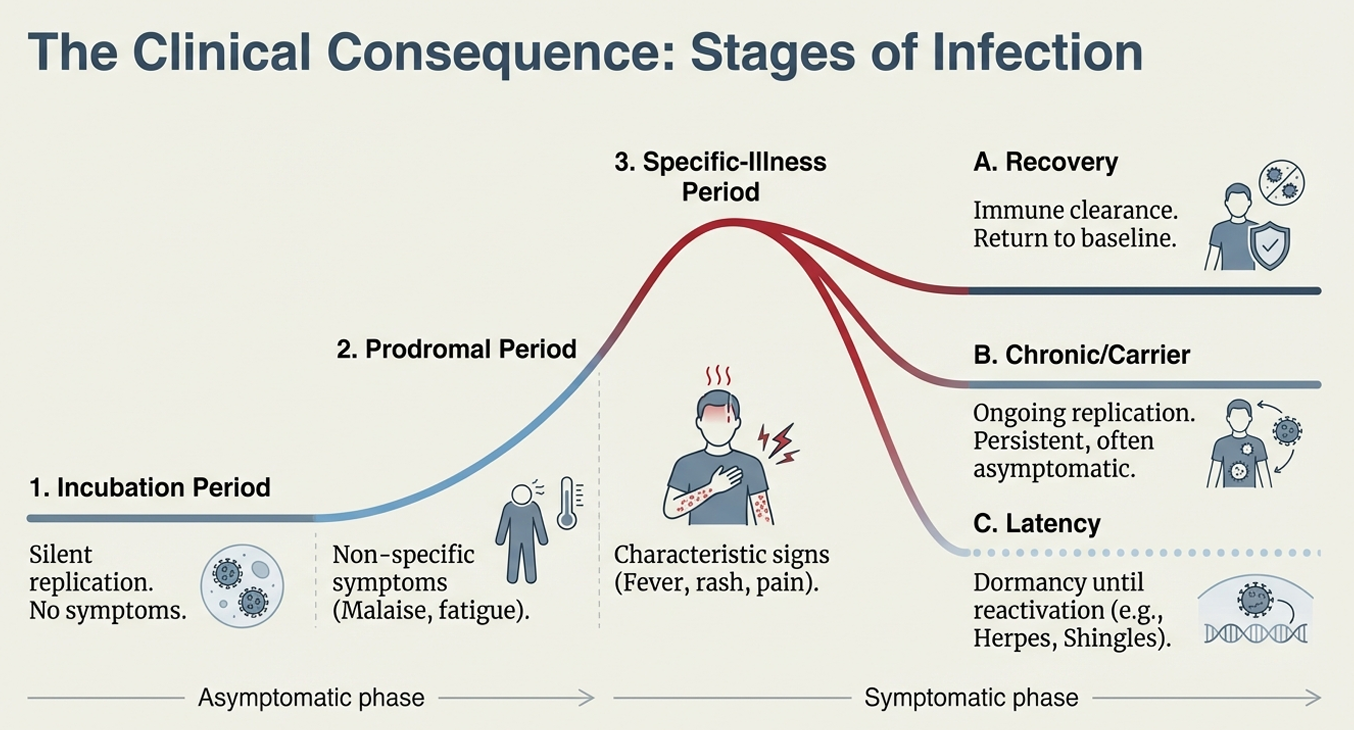 The Clinical Consequence: Stages of Infection
1. Incubation Period
Silent
replication.
No symptoms.
2. Prodromal Period
Non-specific
symptoms
(Malaise, fatigue).
3. Specific-Illness
Period
Characteristic signs
(Fever, rash, pain).
A. Recovery
Immune clearance.
Return to baseline.
B. Chronic/Carrier
Ongoing replication.
Persistent, often
asymptomatic.
C. Latency
Dormancy until
reactivation (e.g.,
Herpes, Shingles).
Asymptomatic phase
Symptomatic phase